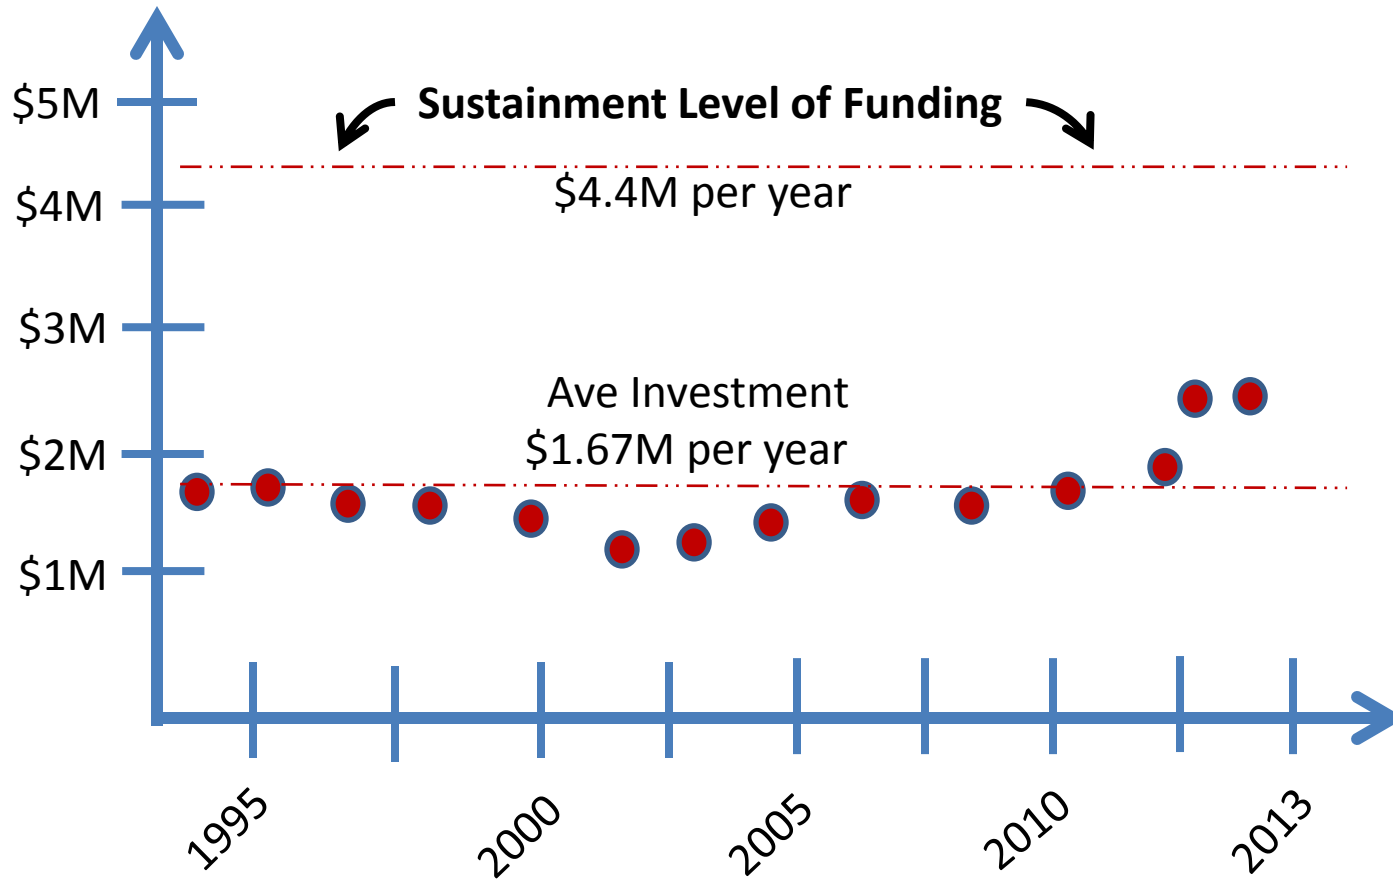 $5M
Sustainment Level of Funding
$4M
$4.4M per year
$3M
Ave Investment
$1.67M per year
$2M
$1M
1995
2000
2005
2010
2013